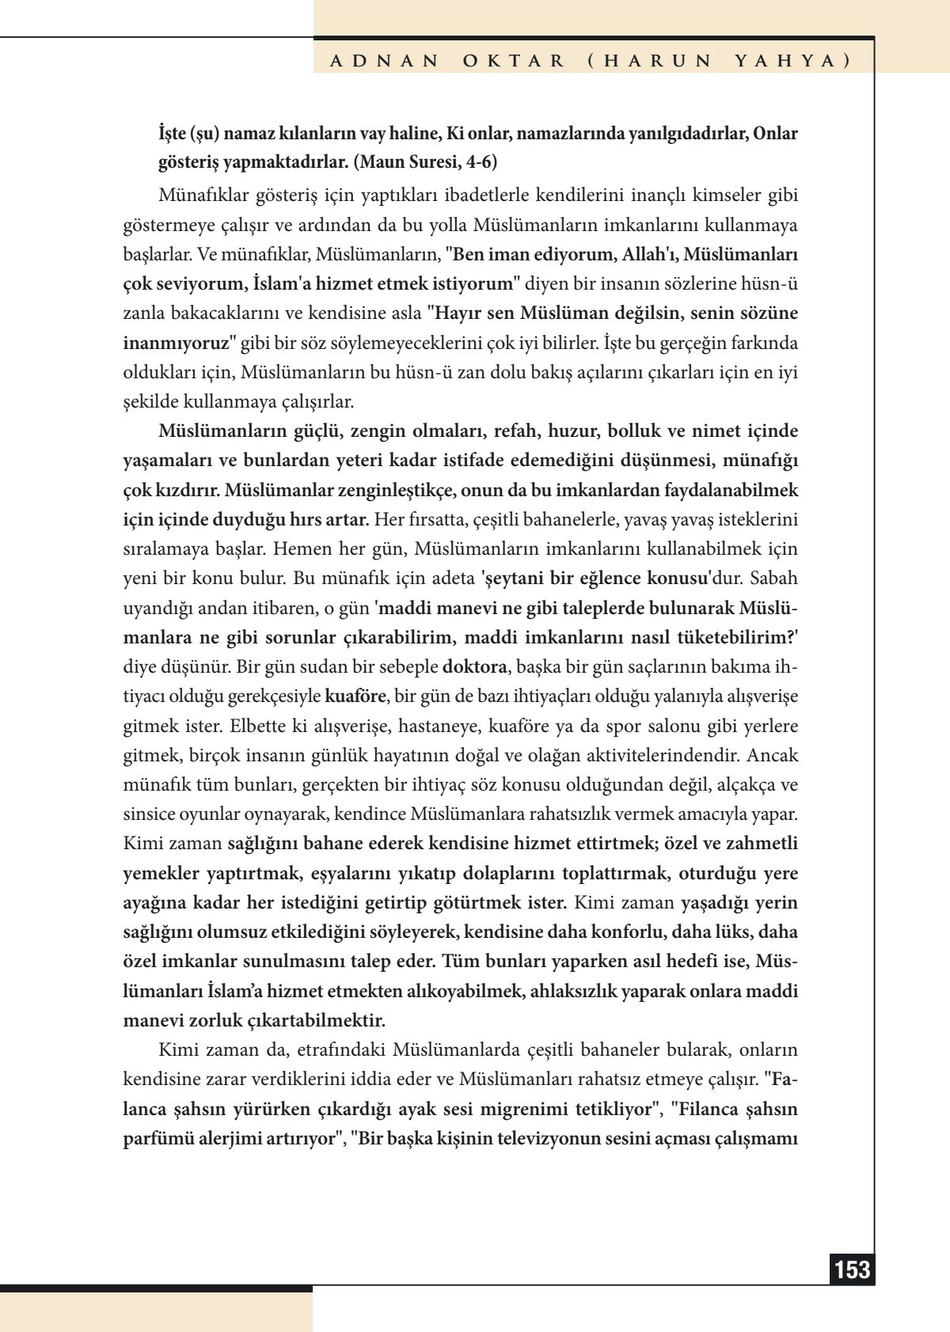 ADNAN OKTAR (HARUN YAHYA)
İşte (şu) namaz kılanların vay haline, Ki onlar, namazlarında yanılgıdadırlar, Onlar
gösteriş yapmaktadırlar. (Maun Suresi, 4-6)
Münafıklar gösteriş için yaptıkları ibadetlerle kendilerini inançlı kimseler gibi
göstermeye çalışır ve ardından da bu yolla Müslümanların imkanlarını kullanmaya
başlarlar. Ve münafıklar, Müslümanların, "Ben iman ediyorum, Allah'ı, Müslümanları
çok seviyorum, İslam'a hizmet etmek istiyorum" diyen bir insanın sözlerine hüsn-ü
zanla bakacaklarını ve kendisine asla "Hayır sen Müslüman değilsin, senin sözüne
inanmıyoruz" gibi bir söz söylemeyeceklerini çok iyi bilirler. İşte bu gerçeğin farkında
oldukları için, Müslümanların bu hüsn-ü zan dolu bakış açılarını çıkarları için en iyi
şekilde kullanmaya çalışırlar.
Müslümanların güçlü, zengin olmaları, refah, huzur, bolluk ve nimet içinde
yaşamaları ve bunlardan yeteri kadar istifade edemediğini düşünmesi, münafığı
çok kızdırır. Müslümanlar zenginleştikçe, onun da bu imkanlardan faydalanabilmek
için içinde duyduğu hırs artar. Her fırsatta, çeşitli bahanelerle, yavaş yavaş isteklerini
sıralamaya başlar. Hemen her gün, Müslümanların imkanlarını kullanabilmek için
yeni bir konu bulur. Bu münafık için adeta 'şeytani bir eğlence konusu'dur. Sabah
uyandığı andan itibaren, o gün 'maddi manevi ne gibi taleplerde bulunarak Müslü-
manlara ne gibi sorunlar çıkarabilirim, maddi imkanlarını nasıl tüketebilirim?'
diye düşünür. Bir gün sudan bir sebeple doktora, başka bir gün saçlarının bakıma ih-
tiyacı olduğu gerekçesiyle kuaföre, bir gün de bazı ihtiyaçları olduğu yalanıyla alışverişe
gitmek ister. Elbette ki alışverişe, hastaneye, kuaföre ya da spor salonu gibi yerlere
gitmek, birçok insanın günlük hayatının doğal ve olağan aktivitelerindendir. Ancak
münafık tüm bunları, gerçekten bir ihtiyaç söz konusu olduğundan değil, alçakça ve
sinsice oyunlar oynayarak, kendince Müslümanlara rahatsızlık vermek amacıyla yapar.
Kimi zaman sağlığını bahane ederek kendisine hizmet ettirtmek; özel ve zahmetli
yemekler yaptırtmak, eşyalarını yıkatıp dolaplarını toplattırmak, oturduğu yere
ayağına kadar her istediğini getirtip götürtmek ister. Kimi zaman yaşadığı yerin
sağlığını olumsuz etkilediğini söyleyerek, kendisine daha konforlu, daha lüks, daha
özel imkanlar sunulmasını talep eder. Tüm bunları yaparken asıl hedefi ise, Müs-
lümanları İslam’a hizmet etmekten alıkoyabilmek, ahlaksızlık yaparak onlara maddi
manevi zorluk çıkartabilmektir.
Kimi zaman da, etrafındaki Müslümanlarda çeşitli bahaneler bularak, onların
kendisine zarar verdiklerini iddia eder ve Müslümanları rahatsız etmeye çalışır. "Fa-
lanca şahsın yürürken çıkardığı ayak sesi migrenimi tetikliyor", "Filanca şahsın
parfümü alerjimi artırıyor", "Bir başka kişinin televizyonun sesini açması çalışmamı
153